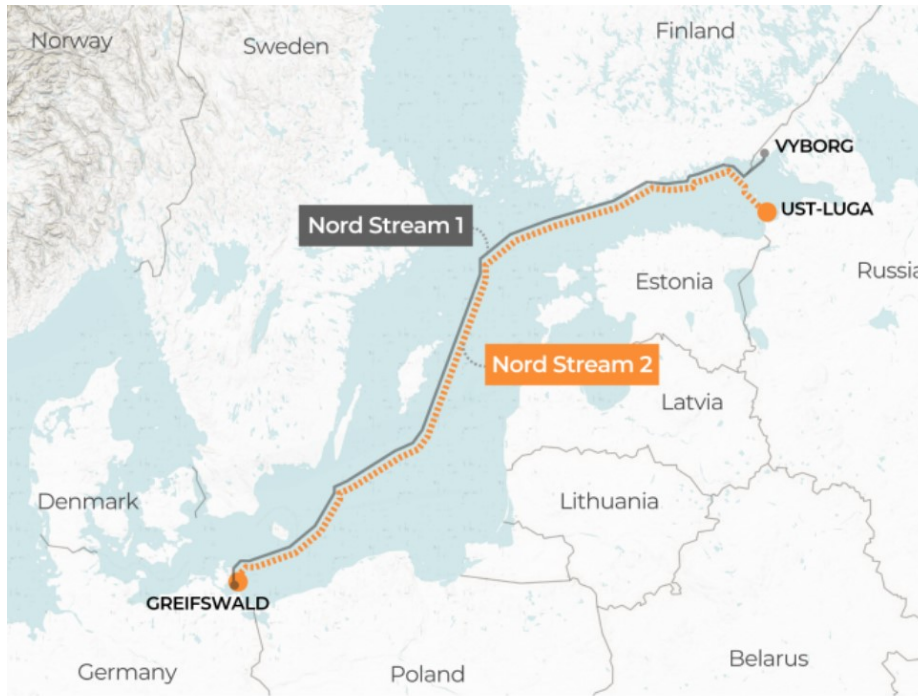 Norway
Sweden
Finland
VYBORG
UST-LUGA
Nord Stream 1
Estonia
Russia
Nord Stream 2
Latvia
Denmark
Lithuania
GREIFSWALD
Germany
Poland
Belarus